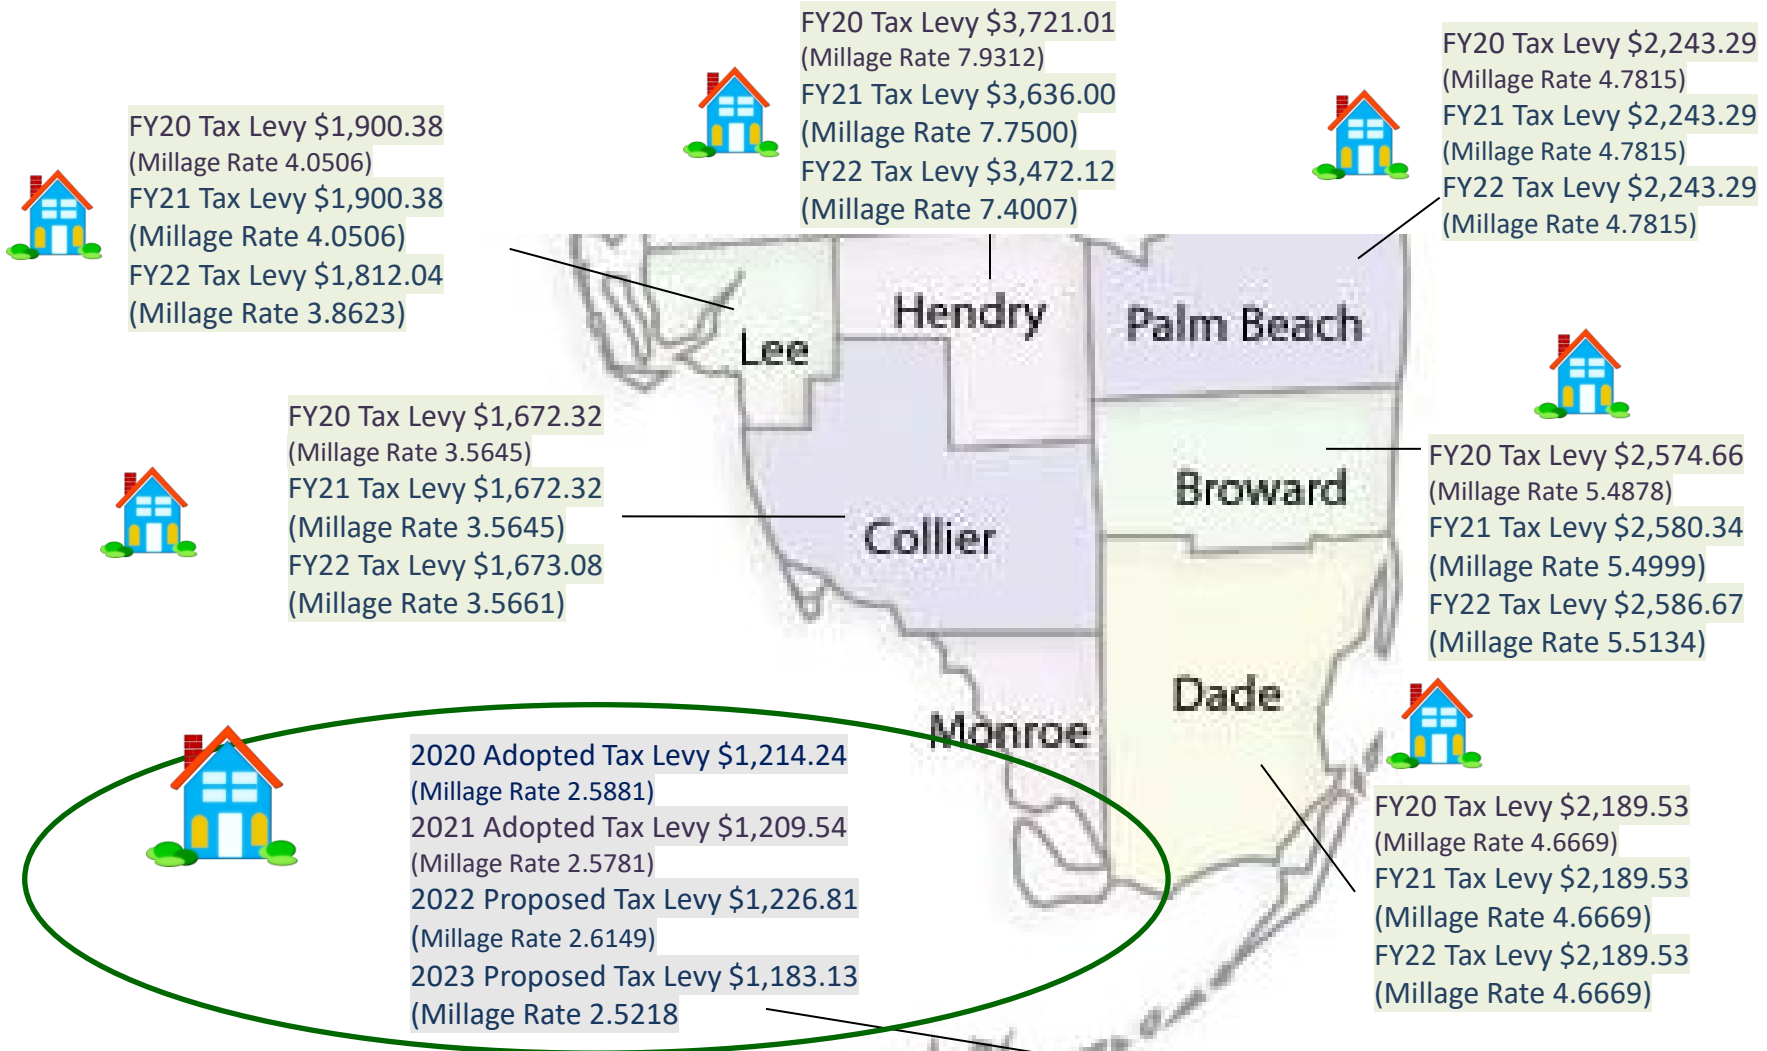 FY20 Tax Levy $3,721.01
(Millage Rate 7.9312)
FY21 Tax Levy $3,636.00
(Millage Rate 7.7500)
FY22 Tax Levy $3,472.12
(Millage Rate 7.4007)
FY20 Tax Levy $2,243.29
(Millage Rate 4.7815)
FY21 Tax Levy $2,243.29
(Millage Rate 4.7815)
FY22 Tax Levy $2,243.29
(Millage Rate 4.7815)
FY20 Tax Levy $1,900.38
(Millage Rate 4.0506)
FY21 Tax Levy $1,900.38
(Millage Rate 4.0506)
FY22 Tax Levy $1,812.04
(Millage Rate 3.8623)
Hendry
Palm Beach
Lee
FY20 Tax Levy $1,672.32
(Millage Rate 3.5645)
FY21 Tax Levy $1,672.32
(Millage Rate 3.5645)
FY22 Tax Levy $1,673.08
(Millage Rate 3.5661)
Collier
Broward
FY20 Tax Levy $2,574.66
(Millage Rate 5.4878)
FY21 Tax Levy $2,580.34
(Millage Rate 5.4999)
FY22 Tax Levy $2,586.67
(Millage Rate 5.5134)
Dade
Monroe
2020 Adopted Tax Levy $1,214.24
(Millage Rate 2.5881)
2021 Adopted Tax Levy $1,209.54
(Millage Rate 2.5781)
2022 Proposed Tax Levy $1,226.81
(Millage Rate 2.6149)
2023 Proposed Tax Levy $1,183.13
(Millage Rate 2.5218
FY20 Tax Levy $2,189.53
(Millage Rate 4.6669)
FY21 Tax Levy $2,189.53
(Millage Rate 4.6669)
FY22 Tax Levy $2,189.53
(Millage Rate 4.6669)